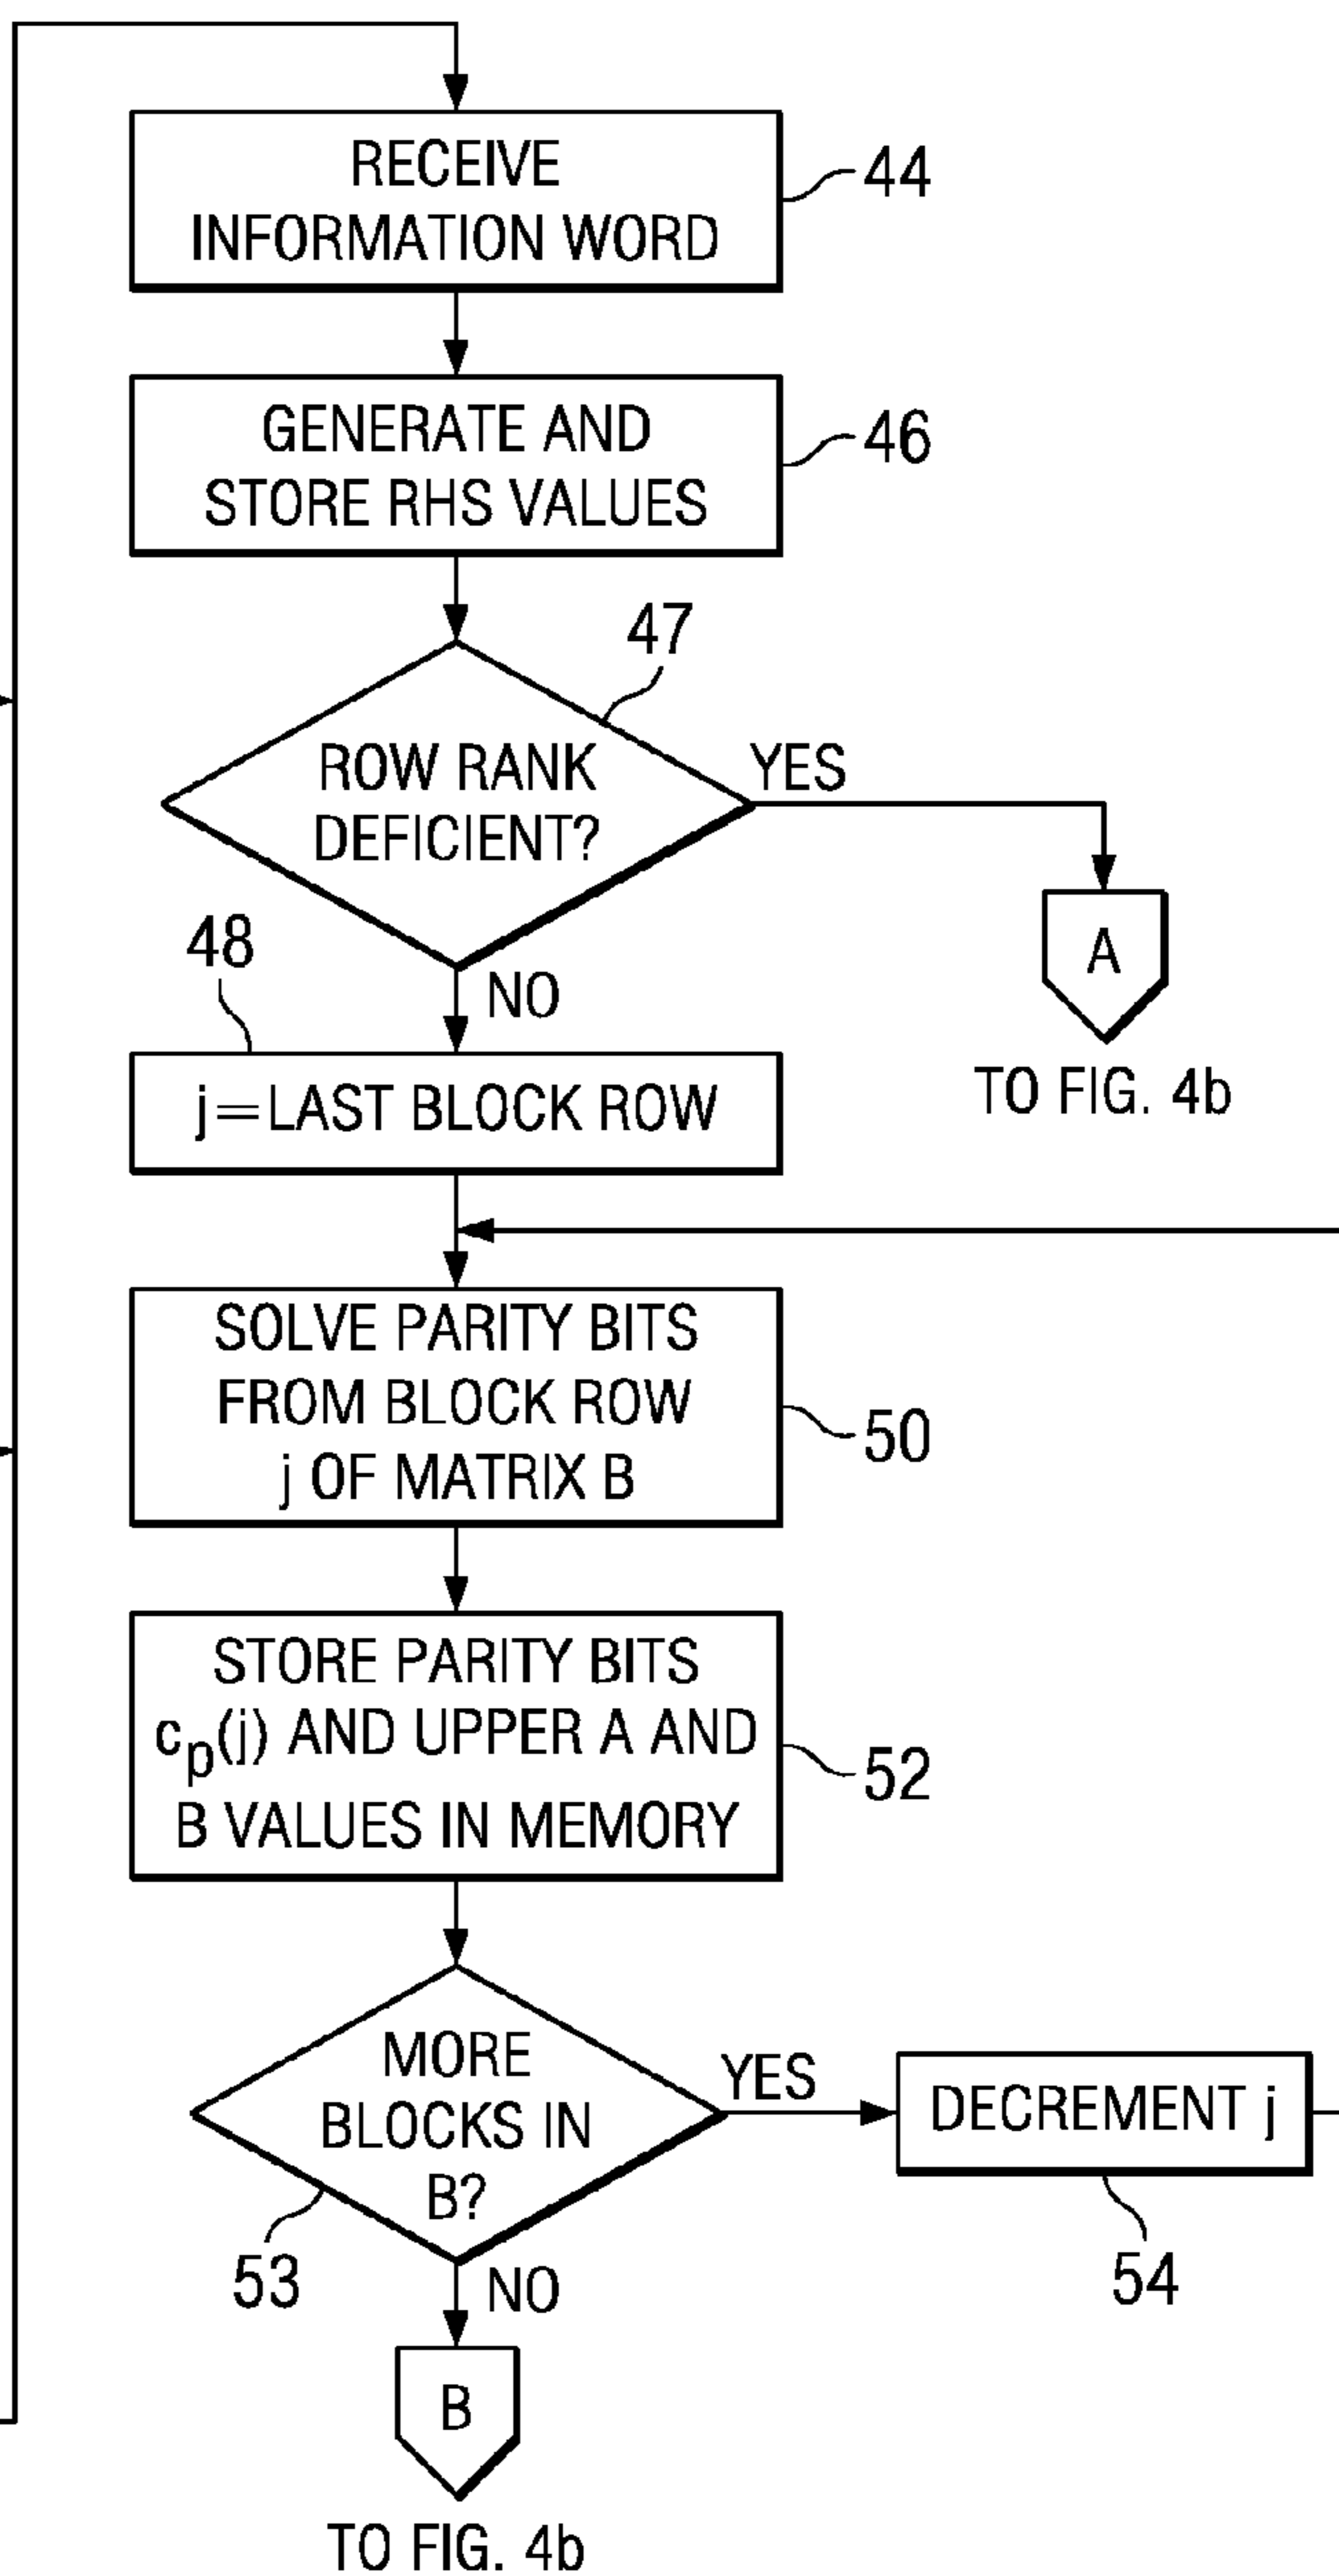 RECEIVE
INFORMATION WORD
44
GENERATE AND
STORE RHS VALUES
46
47
ROW RANK
DEFICIENT?
YES
A
TO FIG. 4b
48
NO
j=LAST BLOCK ROW
SOLVE PARITY BITS
FROM BLOCK ROW
j OF MATRIX B
50
STORE PARITY BITS
cp(j) AND UPPER A AND
B VALUES IN MEMORY
52
MORE
BLOCKS IN
B?
YES
DECREMENT j
53
54
NO
B
TO FIG. 4b